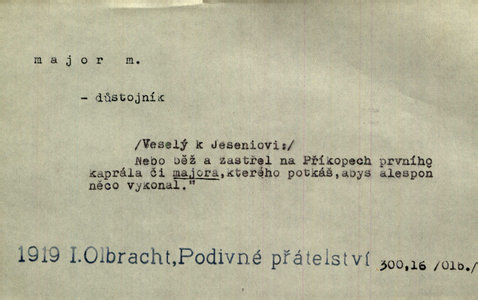 major m.
- důstojník
/Veselý k Jeseniovi:/
Nebo běž a zastřel na Příkopech prvního
kaprála či majora,kterého potkáš,abys alespon
něco vykonal."
1919 I.Olbracht,Podivné přátelství 300,16 /Olb./